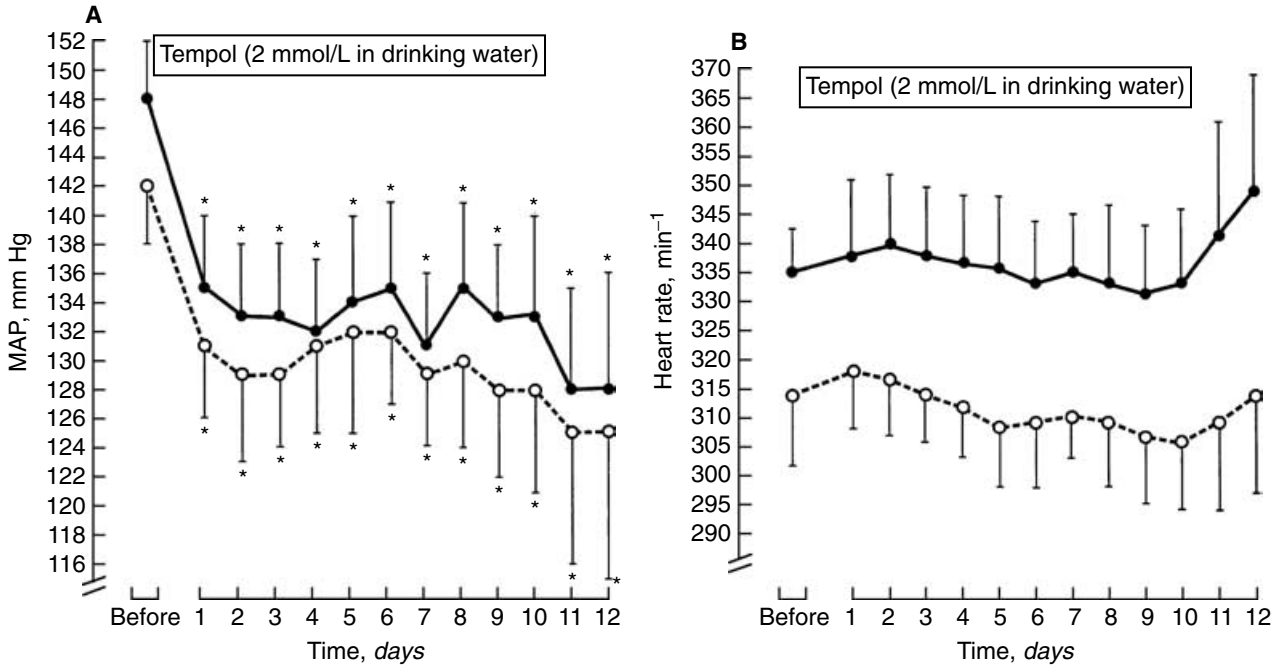 A
Tempol (2 mmol/L in drinking water)
MAP, mm Hg
152
150
148
146
144
142
140
138
136
134
132
130
128
126
124
122
120
118
116
* * * * * * * * * * * *
* * * * * * * * * * * *
Before 1 2 3 4 5 6 7 8 9 10 11 12
Time, days
B
Tempol (2 mmol/L in drinking water)
Heart rate, min−1
370
365
360
355
350
345
340
335
330
320
315
310
305
300
295
290
Before 1 2 3 4 5 6 7 8 9 10 11 12
Time, days